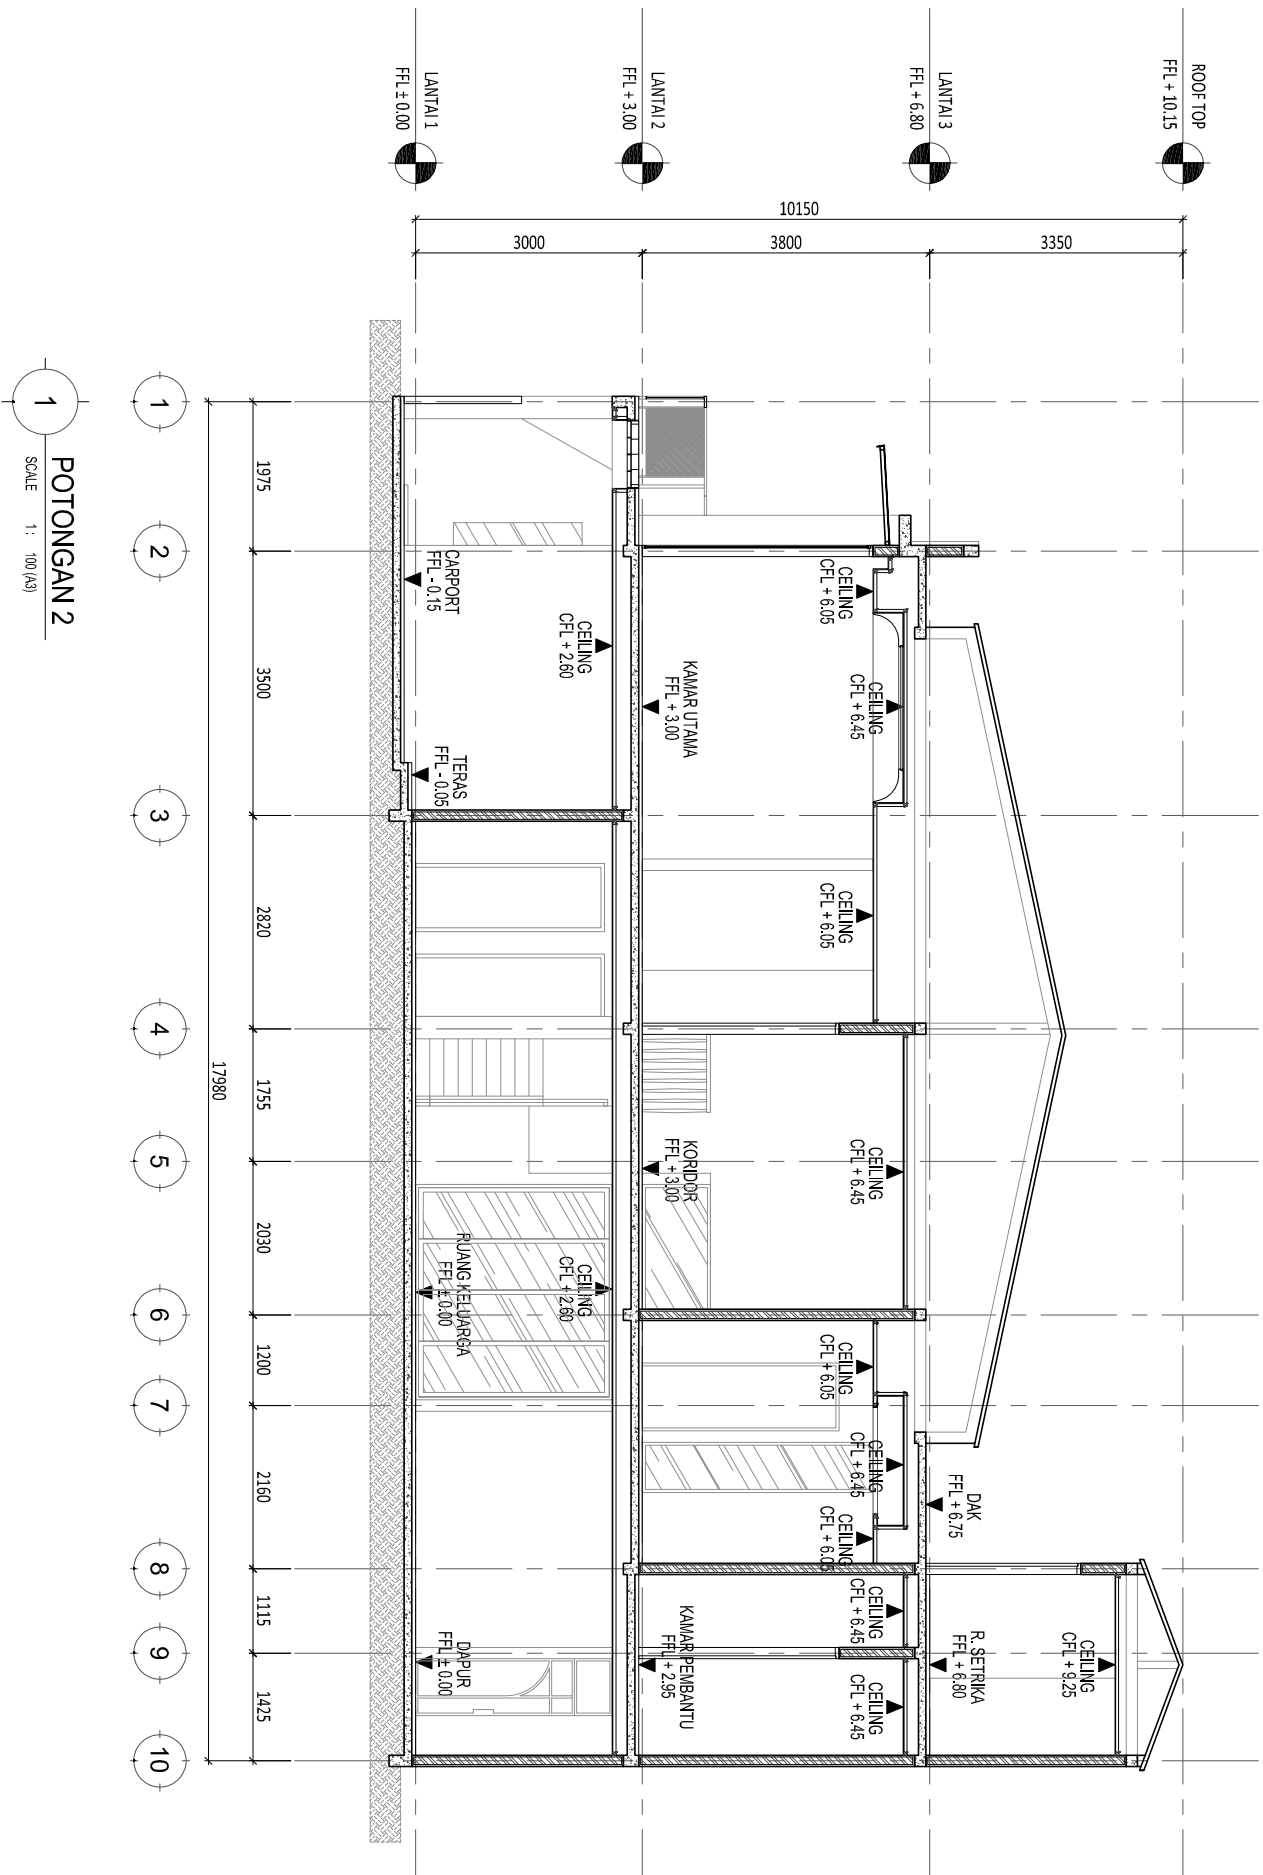 ROOF TOP
FFL + 10.15
LANTAI 3
FFL + 6.80
LANTAI 2
FFL + 3.00
LANTAI 1
FFL ± 0.00
10150
3350
3800
3000
CEILING
CFL + 9.25
R. SETRIKA
FFL + 6.80
DAK
FFL + 6.75
CEILING
CFL + 6.05
CEILING
CFL + 6.45
CEILING
CFL + 6.05
CEILING
CFL + 6.45
CEILING
CFL + 6.05
CEILING
CFL + 6.45
CEILING
CFL + 6.05
CEILING
CFL + 6.45
CEILING
CFL + 6.45
KAMAR UTAMA
FFL + 3.00
KORIDOR
FFL + 3.00
KAMAR PEMBANTU
FFL + 2.95
CEILING
CFL + 2.60
CEILING
CFL + 2.60
CARPORT
FFL - 0.15
TERAS
FFL - 0.05
RUANG KELUARGA
FFL ± 0.00
DAPUR
FFL ± 0.00
1975
3500
2820
1755
2030
1200
2160
1115
1425
17980
1
2
3
4
5
6
7
8
9
10
1
POTONGAN 2
SCALE 1 : 100 (A3)